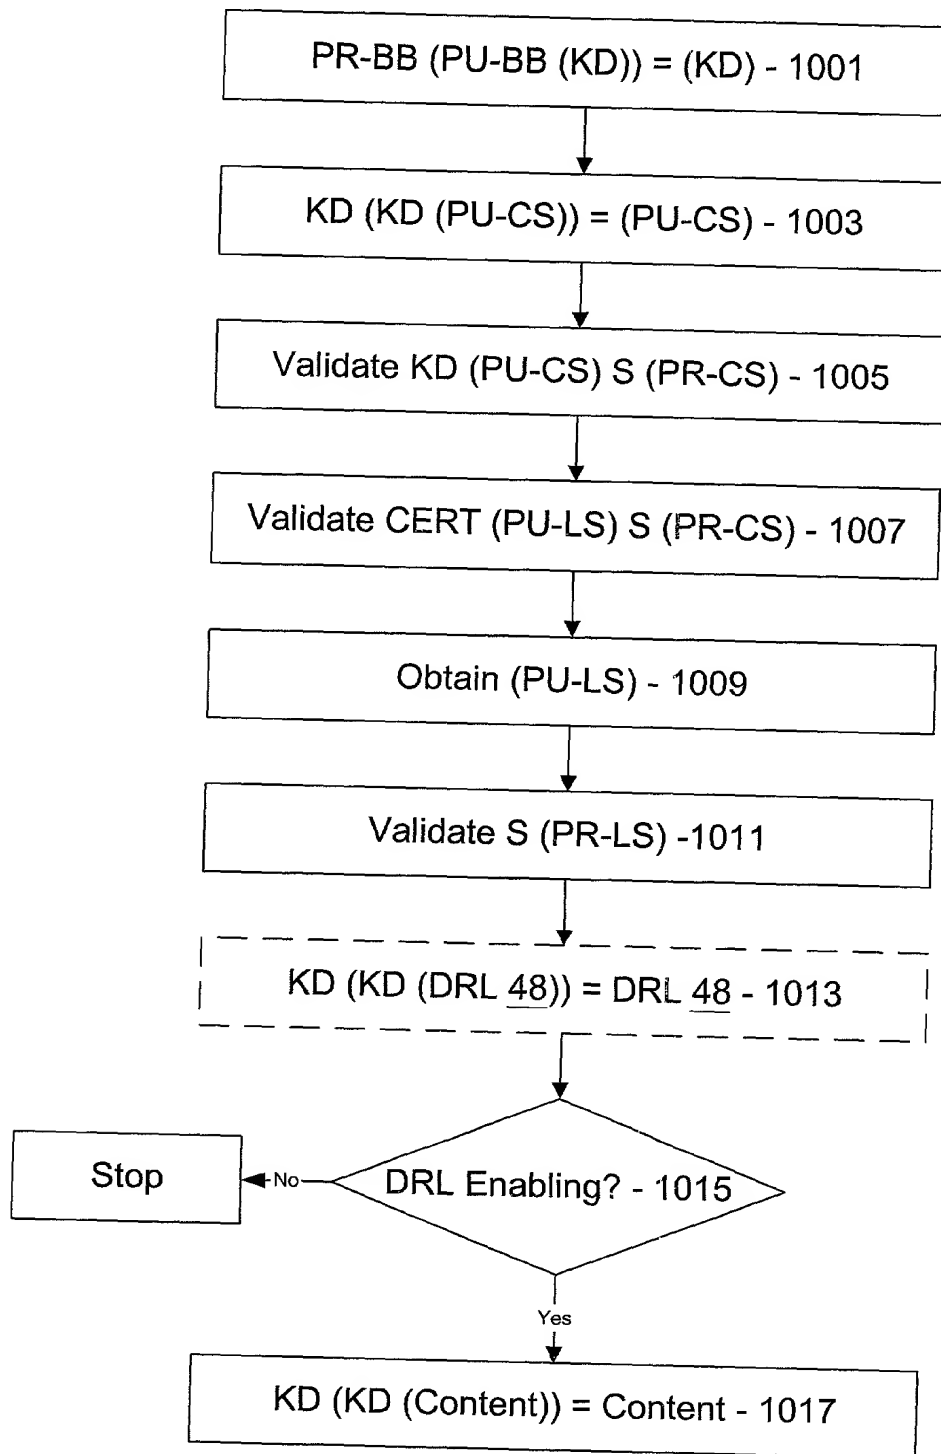 PR-BB (PU-BB (KD)) = (KD) - 1001
KD (KD (PU-CS)) = (PU-CS) - 1003
Validate KD (PU-CS) S (PR-CS) - 1005
Validate CERT (PU-LS) S (PR-CS) - 1007
Obtain (PU-LS) - 1009
Validate S (PR-LS) -1011
KD (KD (DRL 48)) = DRL 48 - 1013
DRL Enabling? - 1015
No
Stop
Yes
KD (KD (Content)) = Content - 1017